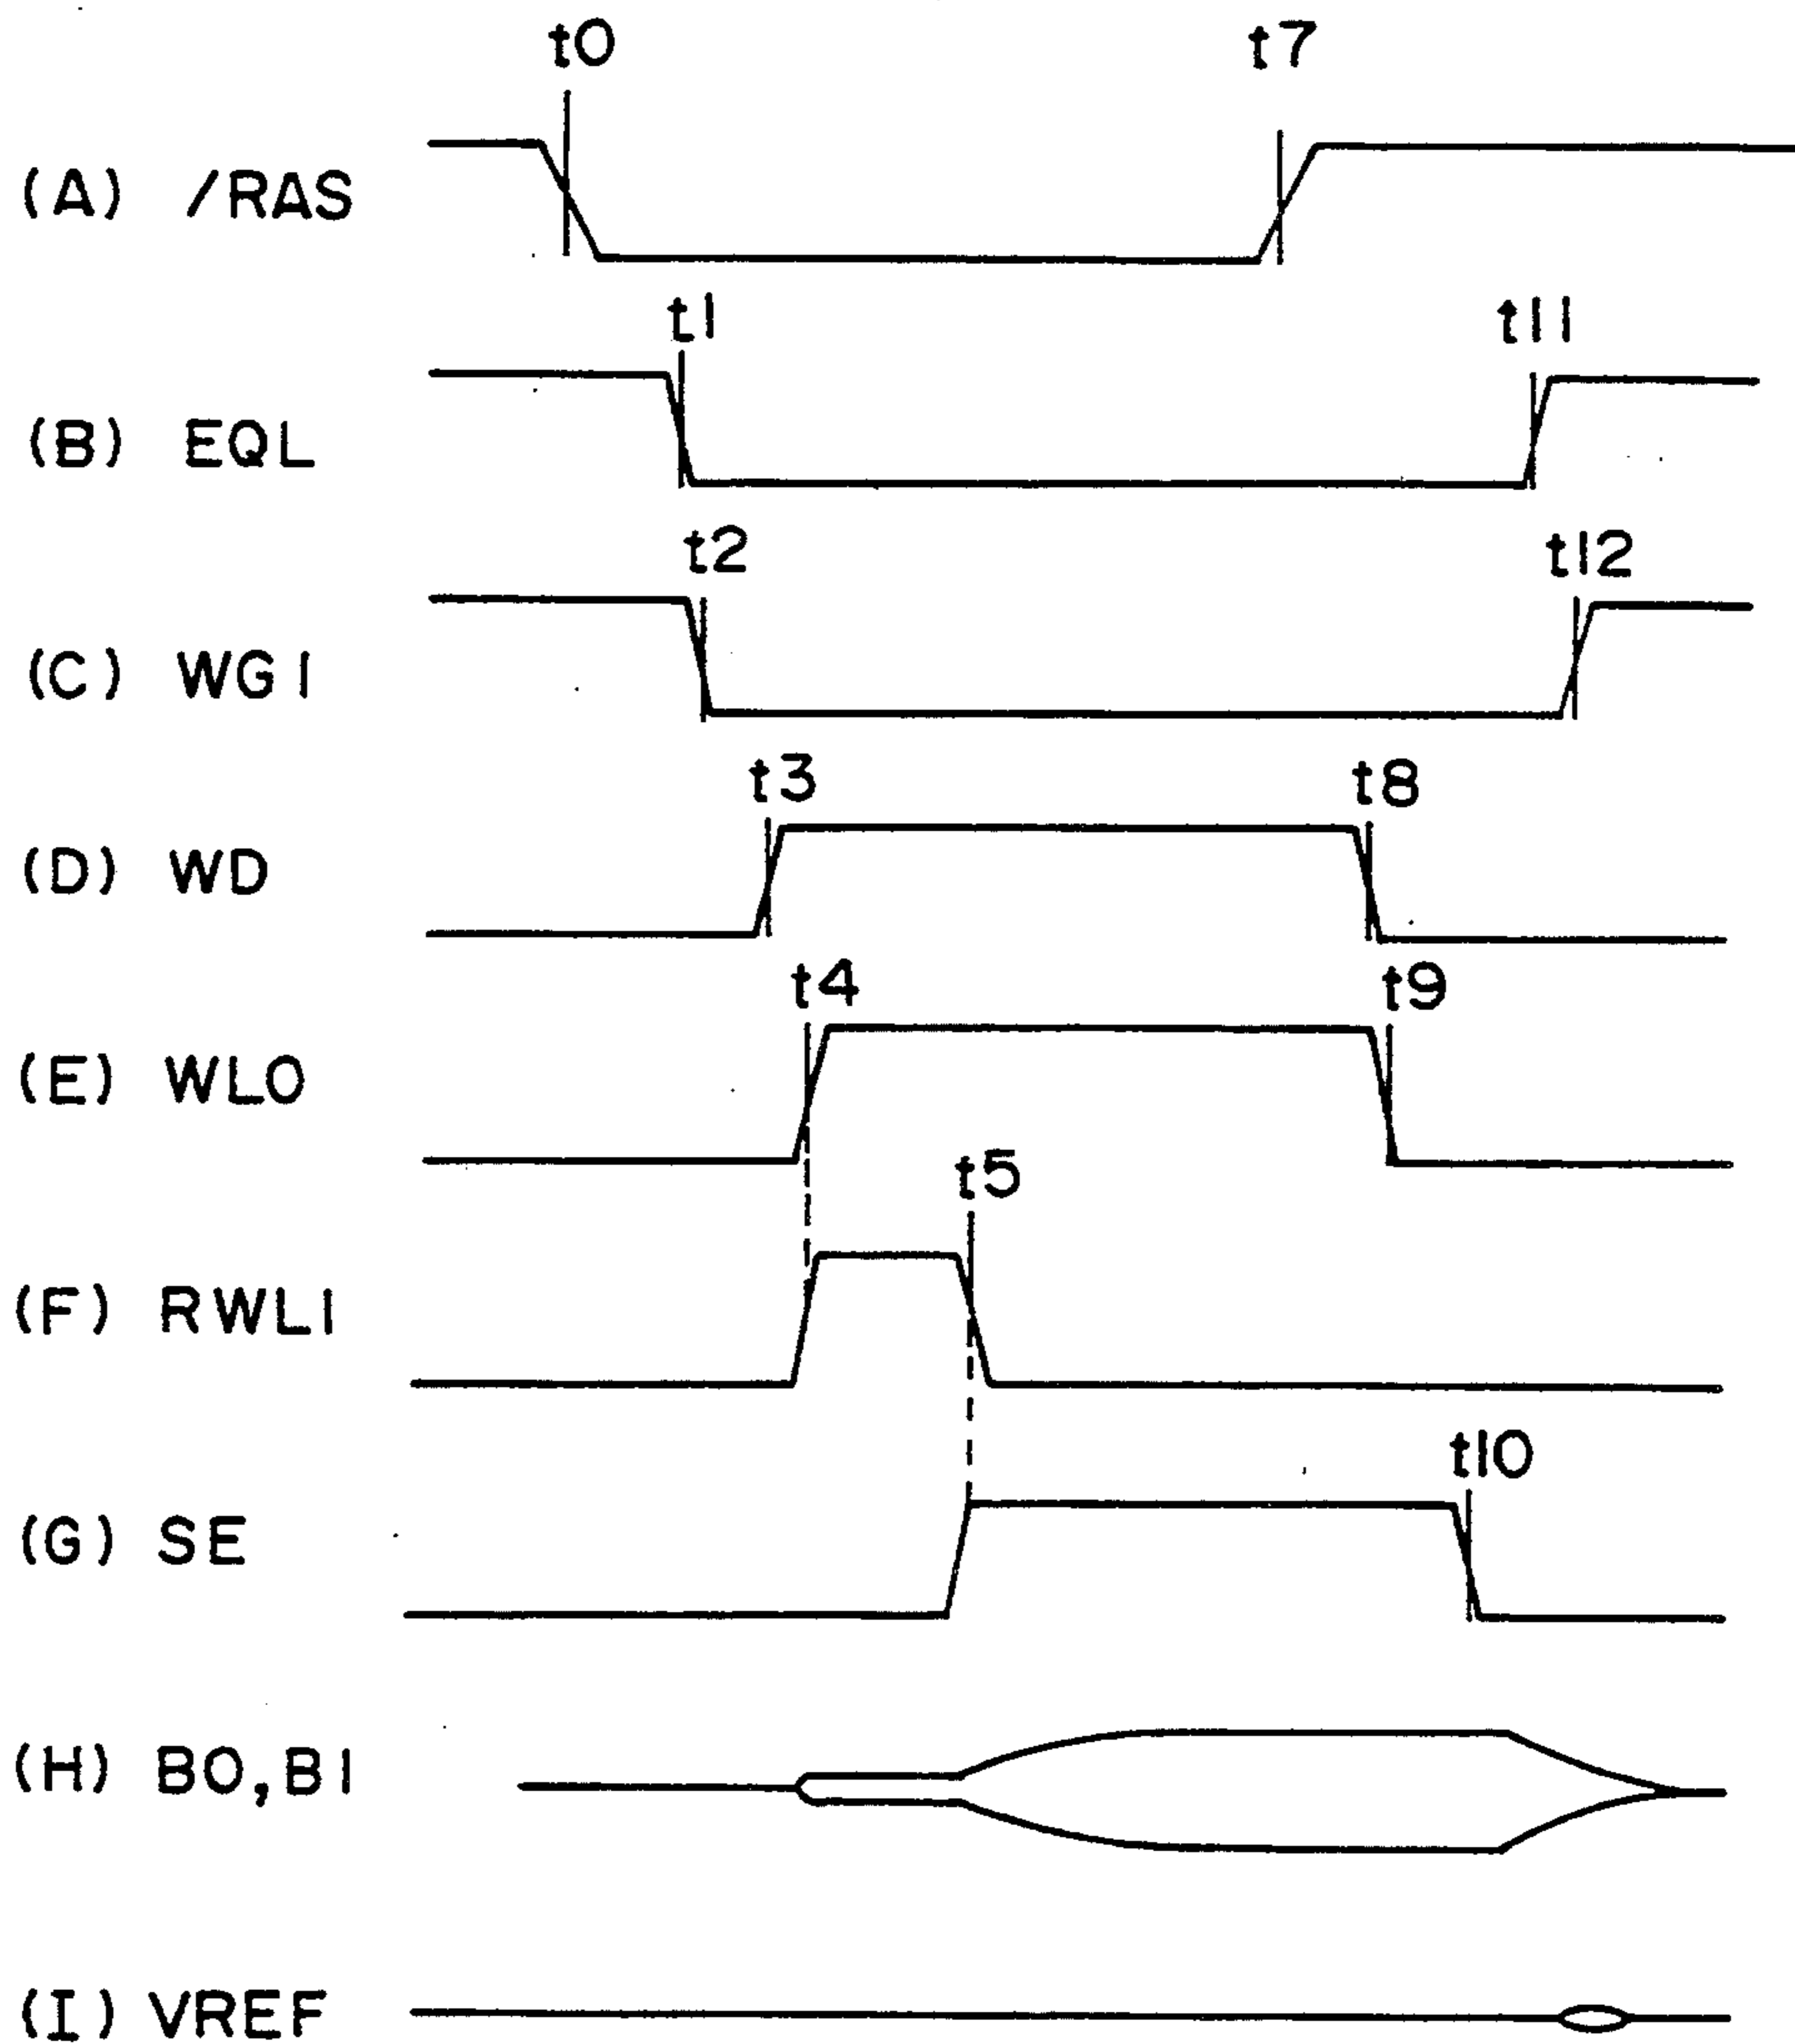 t0 t7
(A) /RAS
t1 t11
(B) EQL
t2 t12
(C) WG1
t3 t8
(D) WD
t4 t9
(E) WL0
t5
(F) RWL1
t10
(G) SE
(H) B0,B1
(I) VREF